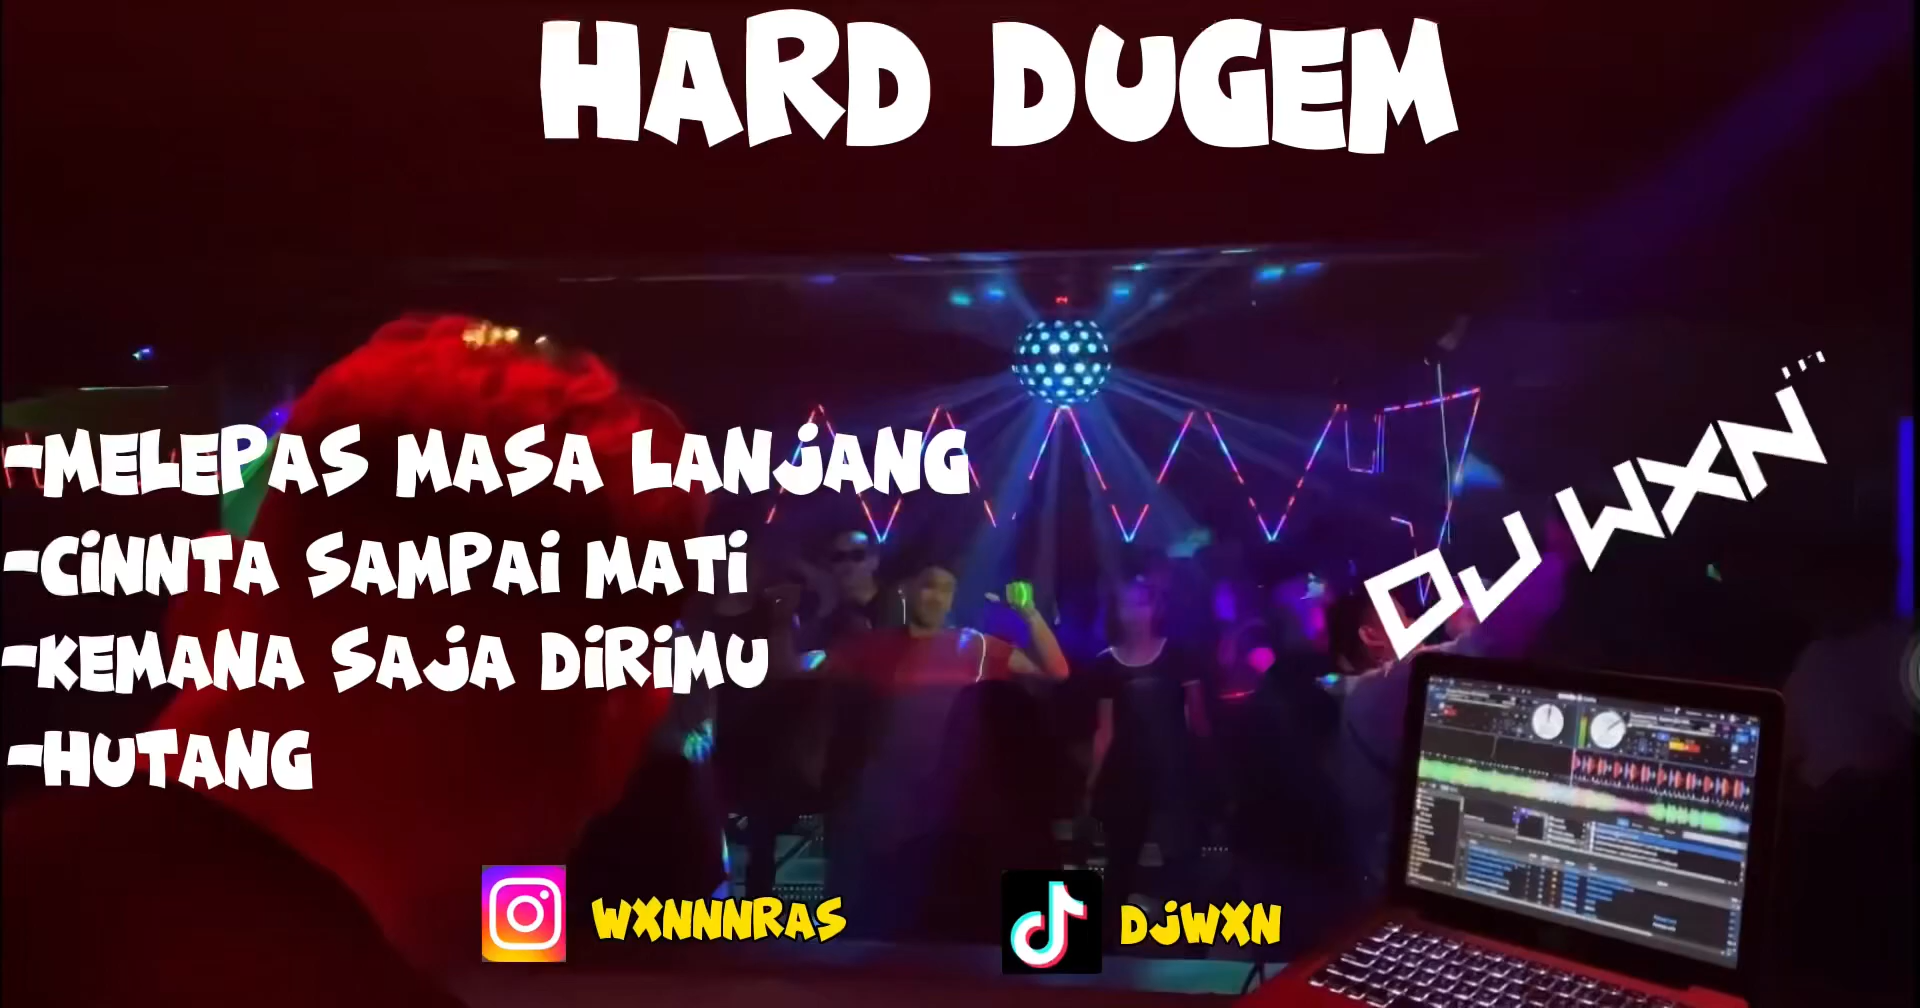 HARD DUGEM
-MELEPAS MASA LANJANG
-CINNTA SAMPAI MATI
-KEMANA SAJA DIRIMU
-HUTANG
DJ WXN
WXNNNRAS
DJWXN